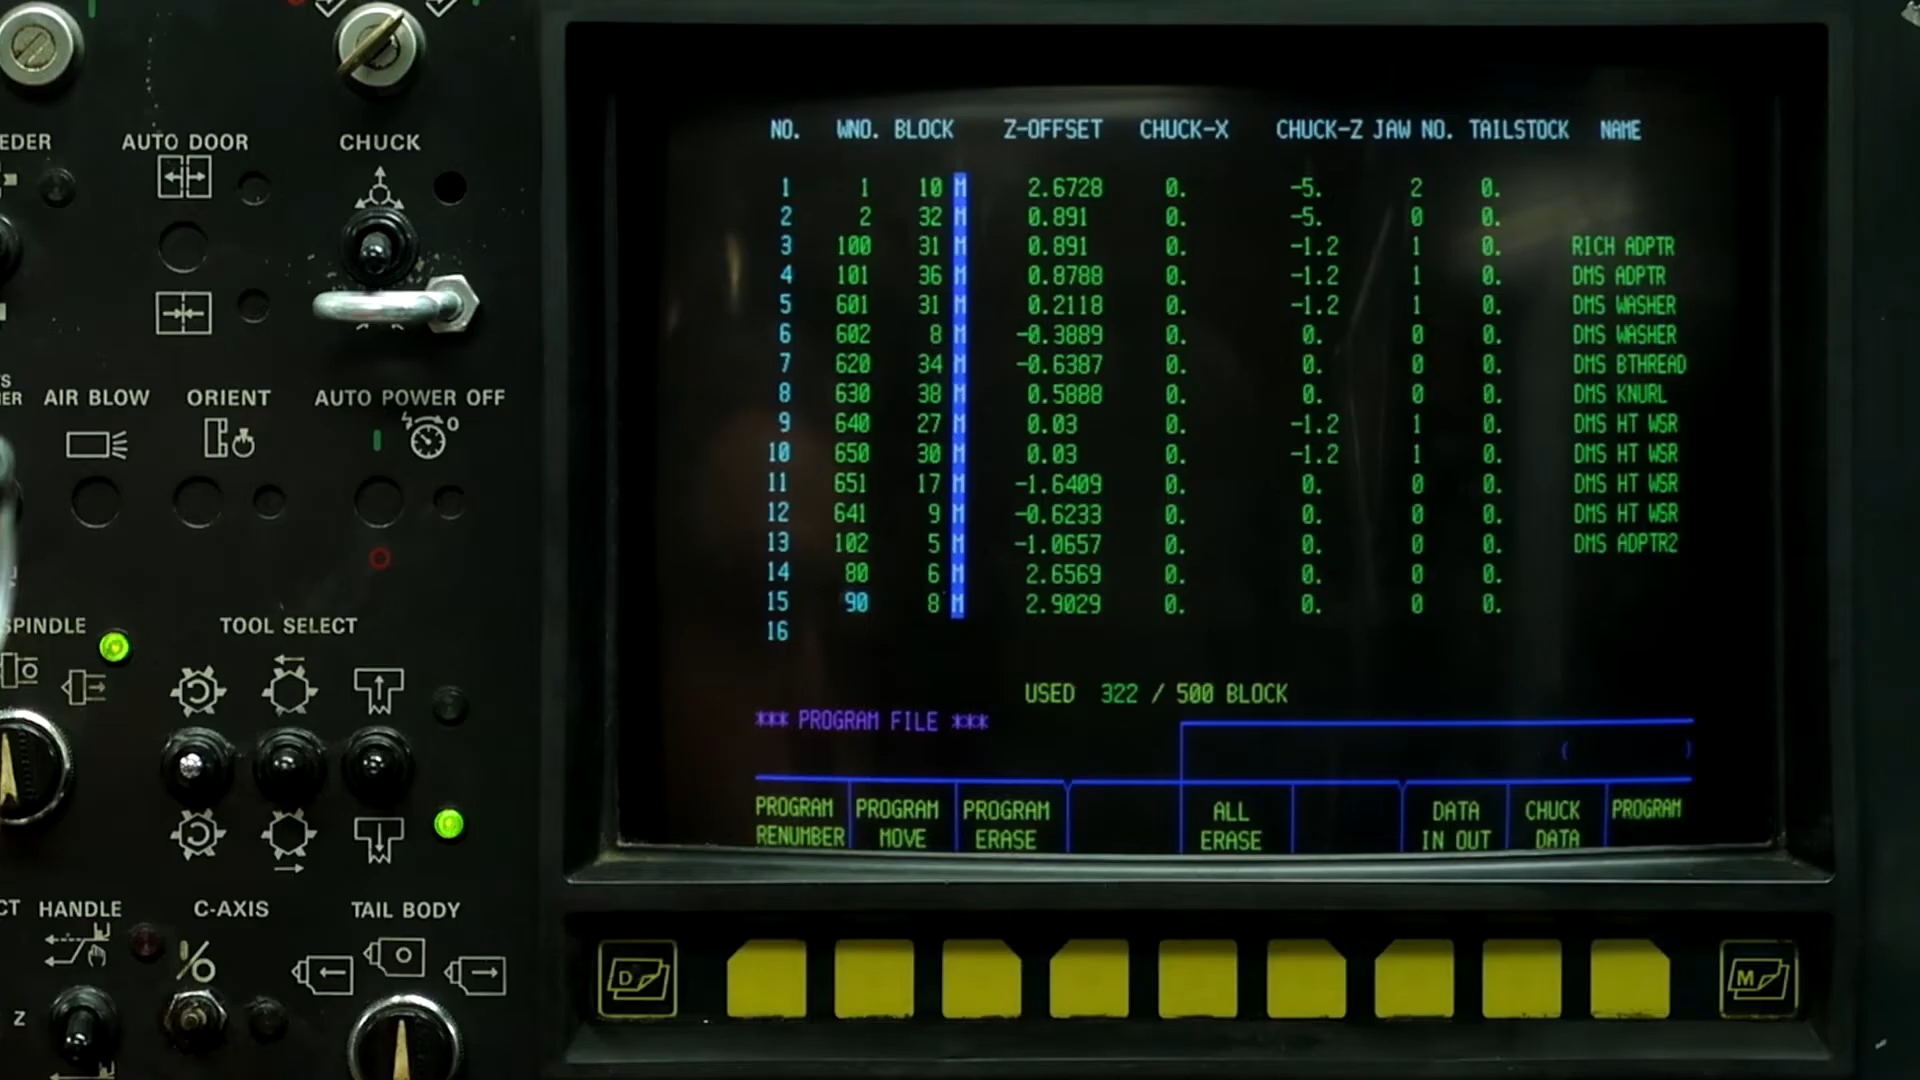 EDER AUTO DOOR CHUCK
AIR BLOW ORIENT AUTO POWER OFF
SPINDLE TOOL SELECT
HANDLE C-AXIS TAIL BODY
Z
NO. WNO. BLOCK Z-OFFSET CHUCK-X CHUCK-Z JAW NO. TAILSTOCK NAME
1 1 10 M 2.6728 0. -5. 2 0.
2 2 32 M 0.891 0. -5. 0 0.
3 100 31 M 0.891 0. -1.2 1 0. RICH ADPTR
4 101 36 M 0.8788 0. -1.2 1 0. DMS ADPTR
5 601 31 M 0.2118 0. -1.2 1 0. DMS WASHER
6 602 8 M -0.3889 0. 0. 0 0. DMS WASHER
7 620 34 M -0.6387 0. 0. 0 0. DMS BTHREAD
8 630 38 M 0.5888 0. 0. 0 0. DMS KNURL
9 640 27 M 0.03 0. -1.2 1 0. DMS HT WSR
10 650 30 M 0.03 0. -1.2 1 0. DMS HT WSR
11 651 17 M -1.6409 0. 0. 0 0. DMS HT WSR
12 641 9 M -0.6233 0. 0. 0 0. DMS HT WSR
13 102 5 M -1.0657 0. 0. 0 0. DMS ADPTR2
14 80 6 M 2.6569 0. 0. 0 0.
15 90 8 M 2.9029 0. 0. 0 0.
16
USED 322 / 500 BLOCK
*** PROGRAM FILE ***
( )
PROGRAM PROGRAM PROGRAM ALL DATA CHUCK PROGRAM
RENUMBER MOVE ERASE ERASE IN OUT DATA
D M